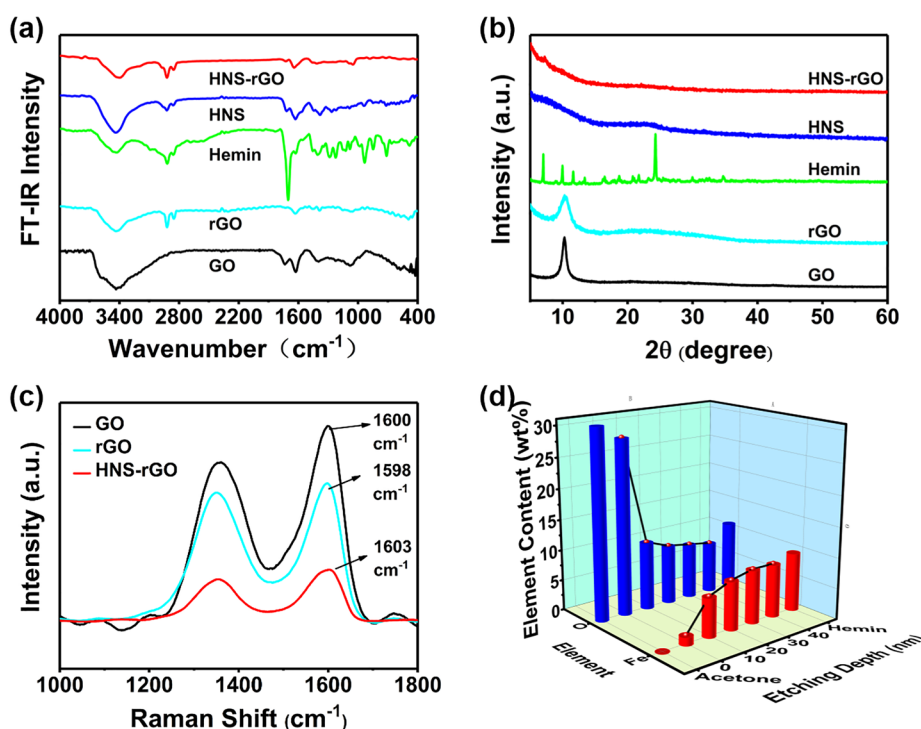 (a)
FT-IR Intensity
HNS-rGO
HNS
Hemin
rGO
GO
4000 3400 2800 2200 1600 1000 400
Wavenumber（cm-1）
(b)
Intensity (a.u.)
HNS-rGO
HNS
Hemin
rGO
GO
10 20 30 40 50 60
2θ (degree)
(c)
Intensity (a.u.)
GO
rGO
HNS-rGO
1600
cm-1
1598
cm-1
1603
cm-1
1000 1200 1400 1600 1800
Raman Shift (cm-1)
(d)
Element Content (wt%)
30
25
20
15
10
5
0
O
Fe
Element
Acetone
0
10
20
30
40
Hemin
Etching Depth (nm)